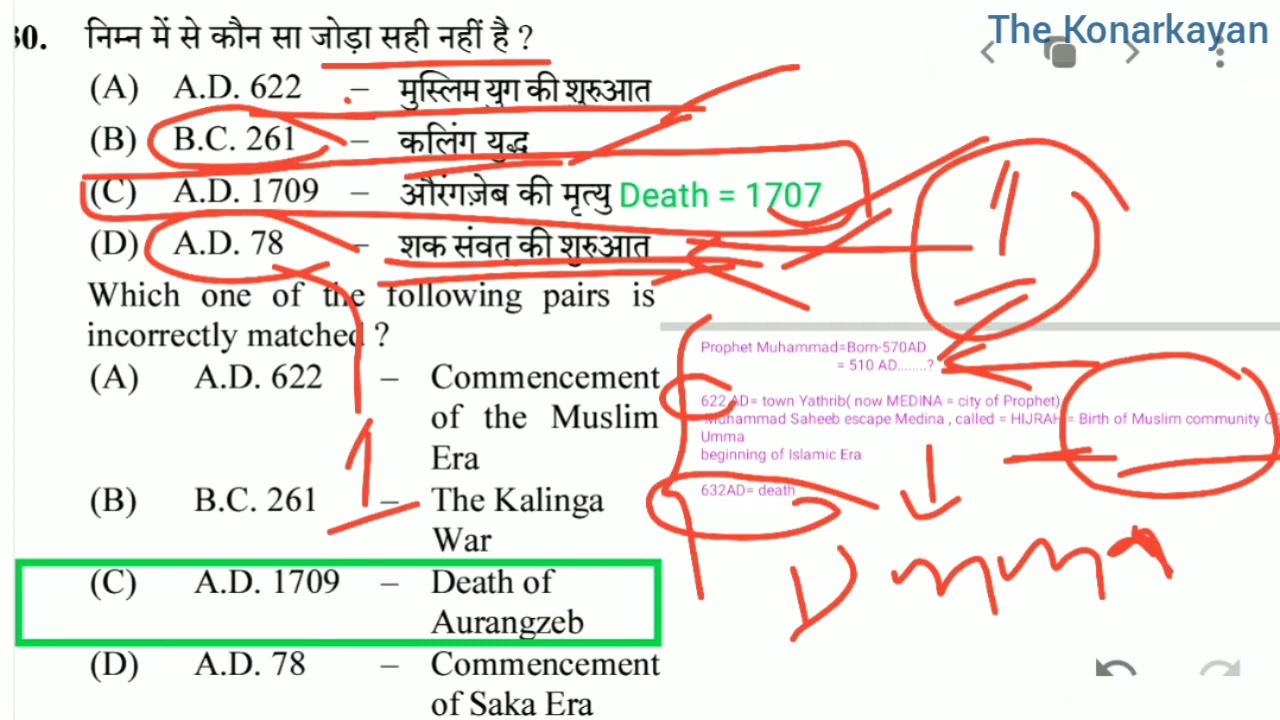 The Konarkayan
30. निम्न में से कौन सा जोड़ा सही नहीं है ?
(A) A.D. 622 – मुस्लिम युग की शुरुआत
(B) B.C. 261 – कलिंग युद्ध
(C) A.D. 1709 – औरंगज़ेब की मृत्यु Death = 1707
(D) A.D. 78 – शक संवत् की शुरुआत
Which one of the following pairs is
incorrectly matched ?
(A) A.D. 622 – Commencement
of the Muslim
Era
(B) B.C. 261 – The Kalinga
War
(C) A.D. 1709 – Death of
Aurangzeb
(D) A.D. 78 – Commencement
of Saka Era
Prophet Muhammad=Born-570AD
= 510 AD........?
622 AD= town Yathrib( now MEDINA = city of Prophet)
Muhammad Saheeb escape Medina , called = HIJRAH = Birth of Muslim community
Umma
beginning of Islamic Era
632AD= death
1